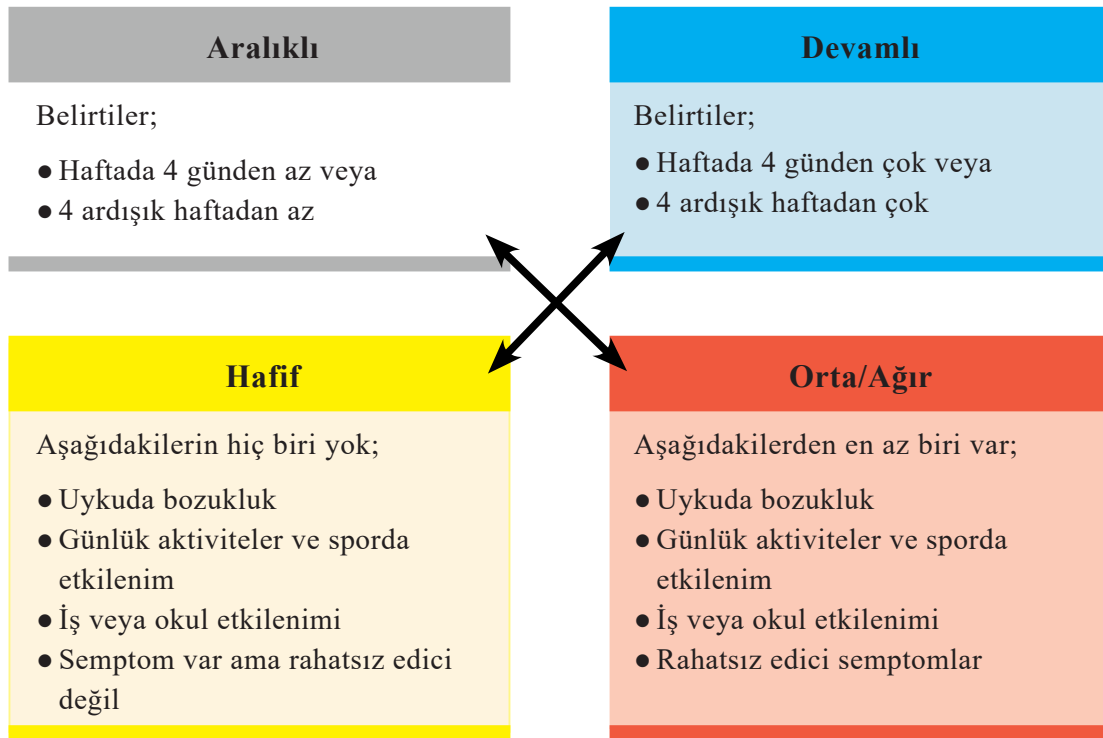 Aralıklı
Belirtiler;
● Haftada 4 günden az veya
● 4 ardışık haftadan az
Devamlı
Belirtiler;
● Haftada 4 günden çok veya
● 4 ardışık haftadan çok
Hafif
Aşağıdakilerin hiç biri yok;
● Uykuda bozukluk
● Günlük aktiviteler ve sporda
etkilenim
● İş veya okul etkilenimi
● Semptom var ama rahatsız edici
değil
Orta/Ağır
Aşağıdakilerden en az biri var;
● Uykuda bozukluk
● Günlük aktiviteler ve sporda
etkilenim
● İş veya okul etkilenimi
● Rahatsız edici semptomlar